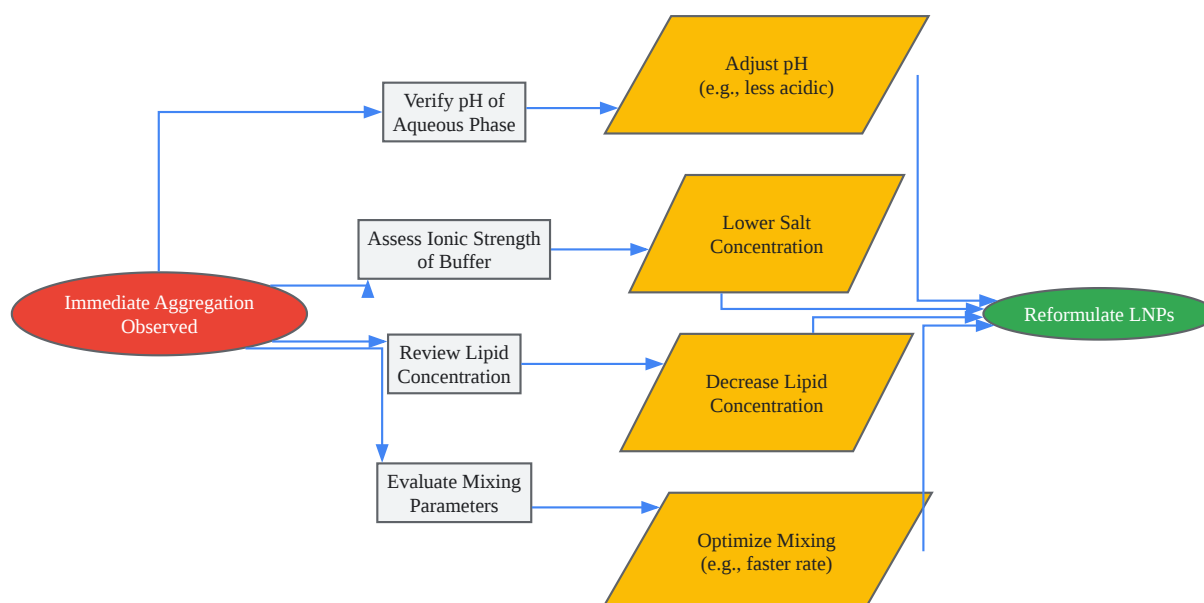 Adjust pH
(e.g., less acidic)
Verify pH of
Aqueous Phase
Lower Salt
Concentration
Assess Ionic Strength
of Buffer
Immediate Aggregation
Observed
Reformulate LNPs
Review Lipid
Concentration
Decrease Lipid
Concentration
Evaluate Mixing
Parameters
Optimize Mixing
(e.g., faster rate)